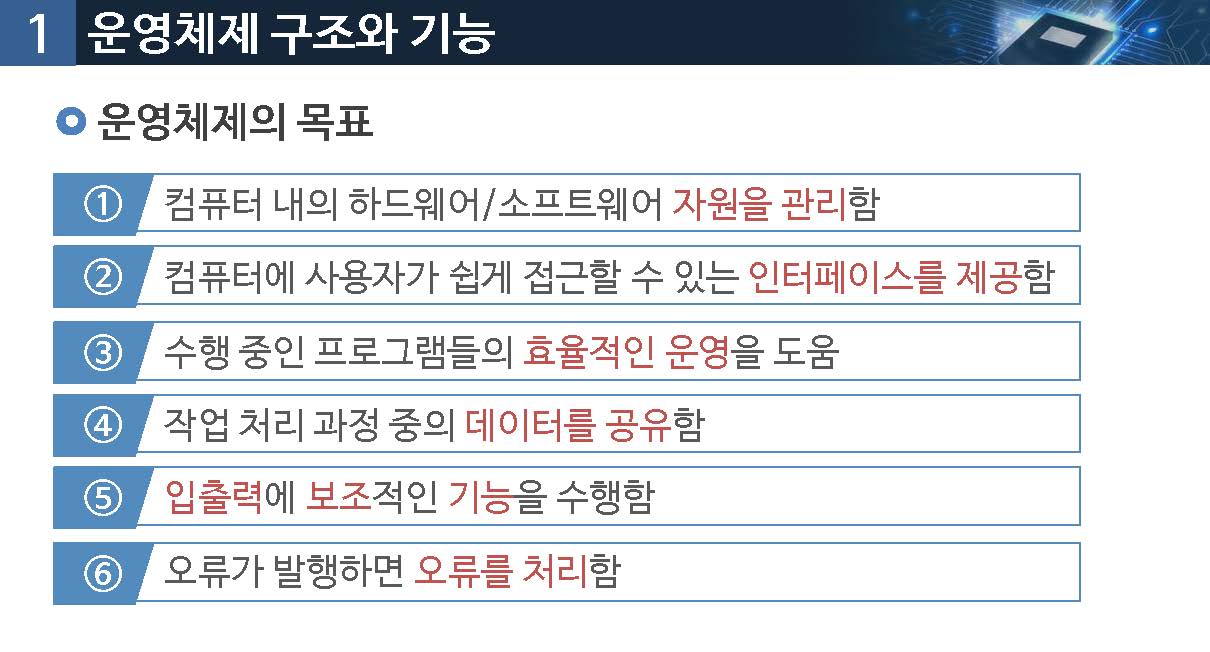 1 운영체제 구조와 기능
운영체제의 목표
① 컴퓨터 내의 하드웨어/소프트웨어 자원을 관리함
② 컴퓨터에 사용자가 쉽게 접근할 수 있는 인터페이스를 제공함
③ 수행 중인 프로그램들의 효율적인 운영을 도움
④ 작업 처리 과정 중의 데이터를 공유함
⑤ 입출력에 보조적인 기능을 수행함
⑥ 오류가 발행하면 오류를 처리함